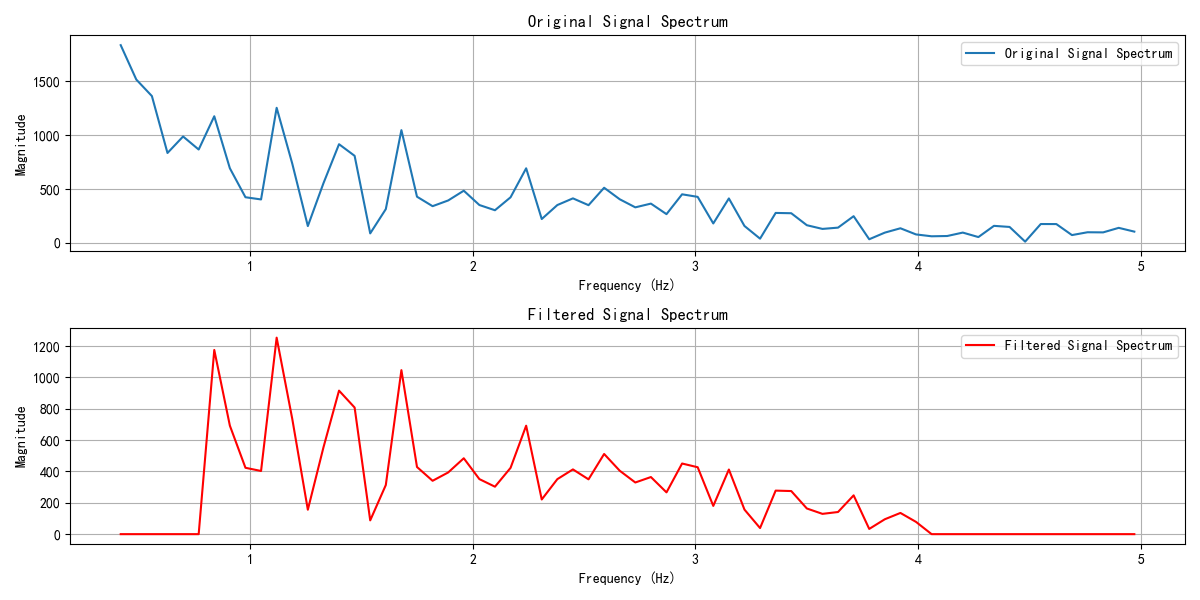 Original Signal Spectrum
Original Signal Spectrum
Magnitude
1500
1000
500
0
1 2 3 4 5
Frequency (Hz)
Filtered Signal Spectrum
Filtered Signal Spectrum
Magnitude
1200
1000
800
600
400
200
0
1 2 3 4 5
Frequency (Hz)